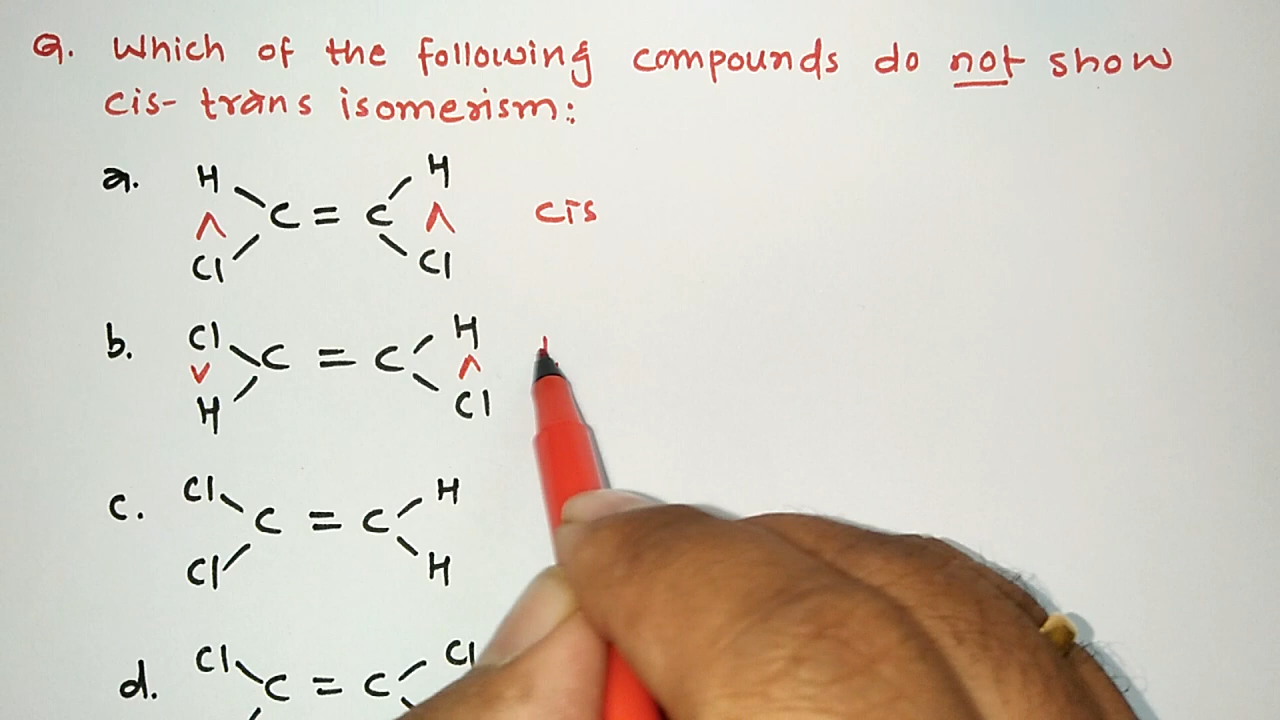 Q. Which of the following compounds do not show
cis- trans isomerism:
a. H H
C = C cis
Cl Cl
b. Cl H
C = C
H Cl
c. Cl H
C = C
Cl H
d. Cl Cl
C = C